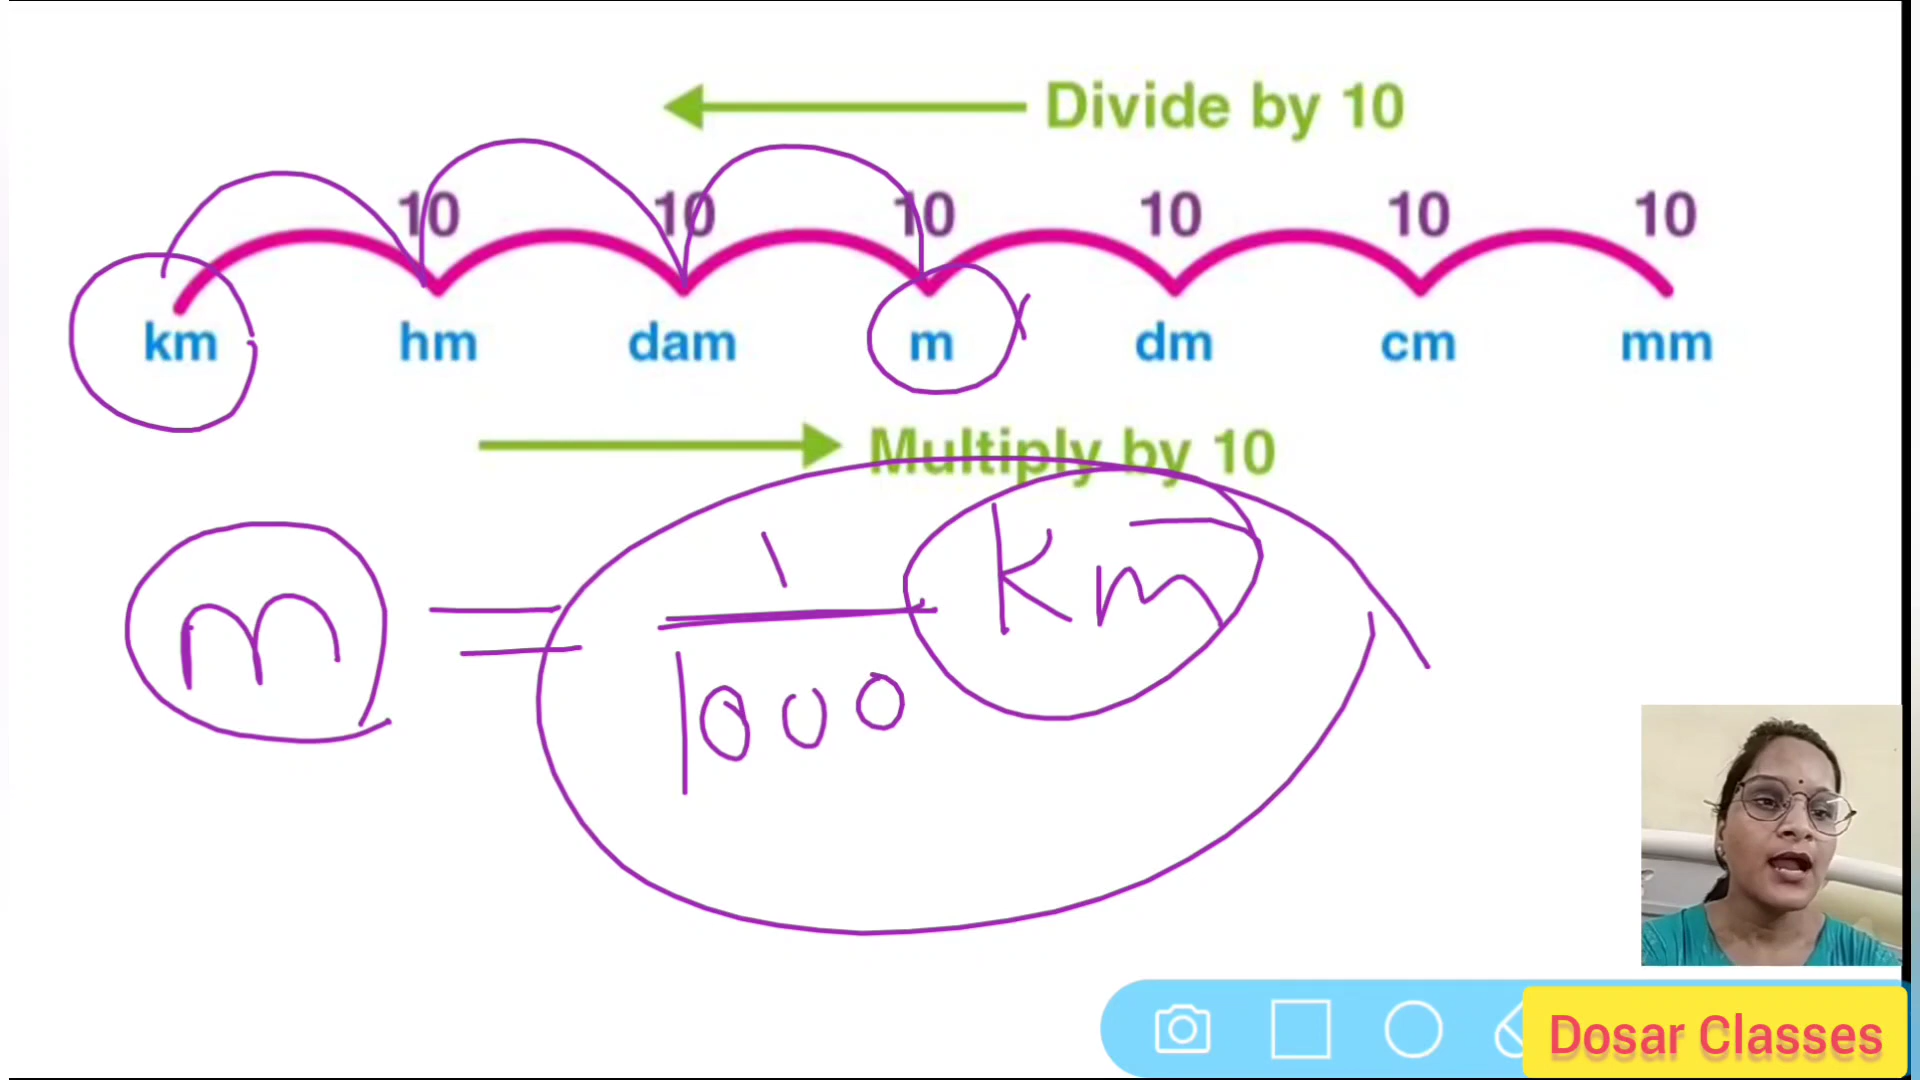 Divide by 10
10 10 10 10 10 10
km hm dam m dm cm mm
Multiply by 10
m = 1/1000 Km
Dosar Classes